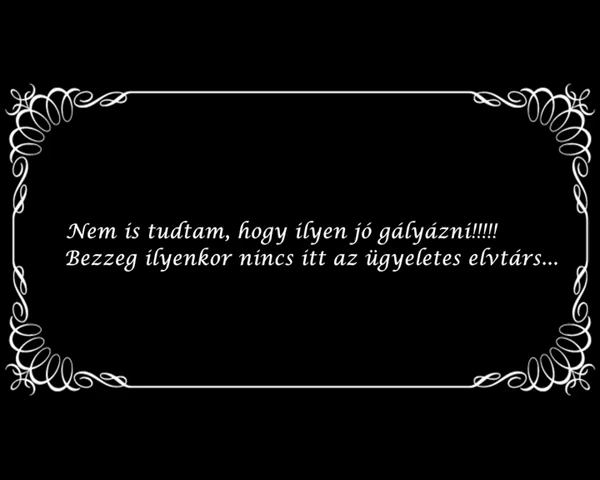 Nem is tudtam, hogy ilyen jó gályázni!!!!!
Bezzeg ilyenkor nincs itt az ügyeletes elvtárs...